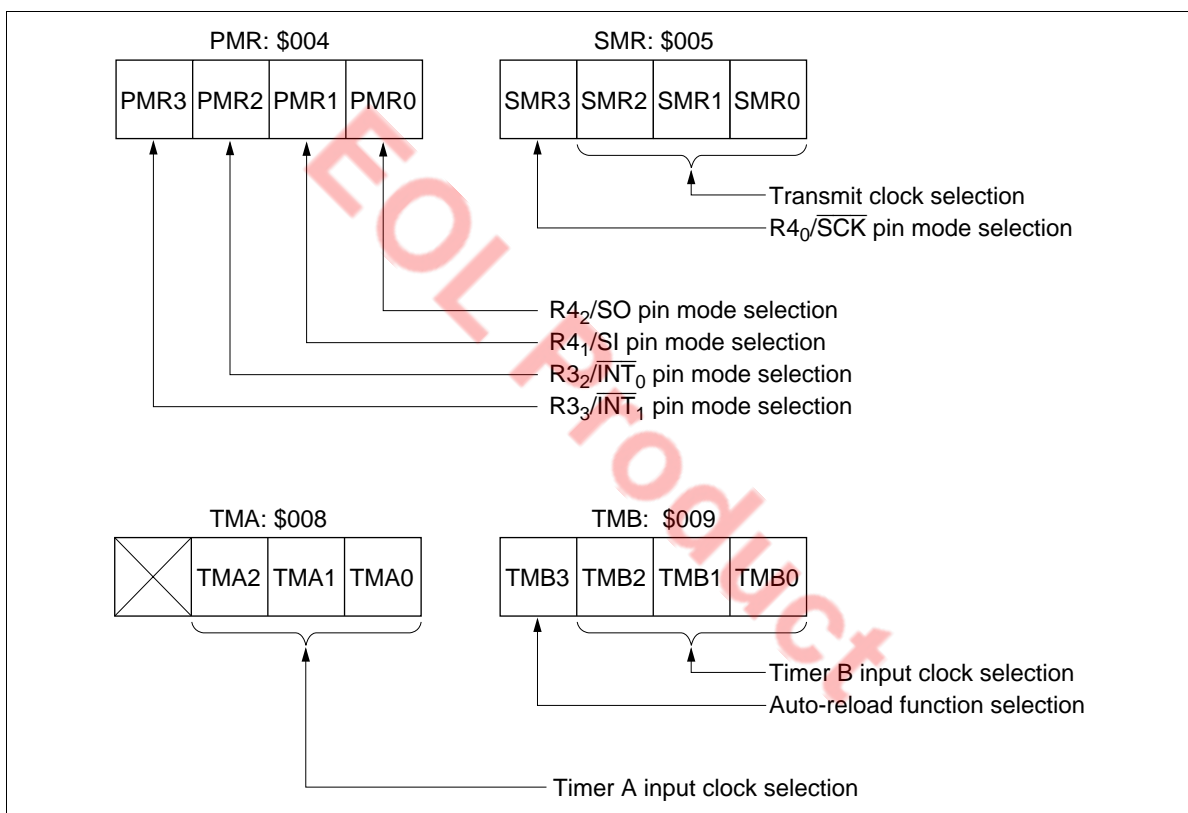 PMR: $004
PMR3 PMR2 PMR1 PMR0
SMR: $005
SMR3 SMR2 SMR1 SMR0
Transmit clock selection
R4₀/S̅C̅K̅ pin mode selection
R4₂/SO pin mode selection
R4₁/SI pin mode selection
R3₂/I̅N̅T̅₀ pin mode selection
R3₃/I̅N̅T̅₁ pin mode selection
TMA: $008
TMA2 TMA1 TMA0
TMB: $009
TMB3 TMB2 TMB1 TMB0
Timer B input clock selection
Auto-reload function selection
Timer A input clock selection
EOL Product